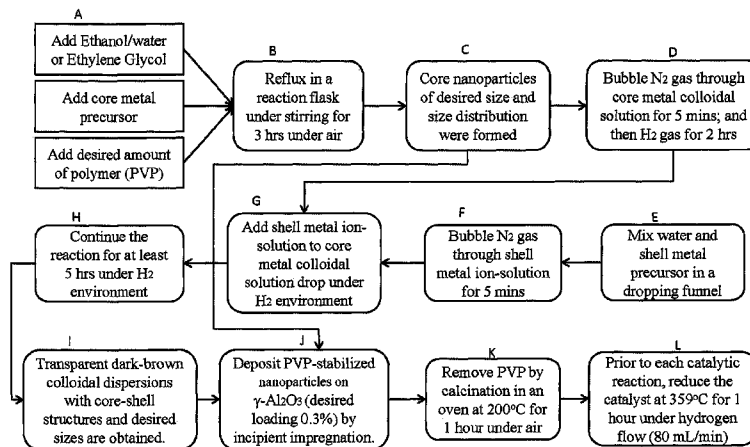 A
Add Ethanol/water
or Ethylene Glycol
Add core metal
precursor
Add desired amount
of polymer (PVP)
B
Reflux in a
reaction flask
under stirring for
3 hrs under air
C
Core nanoparticles
of desired size and
size distribution
were formed
D
Bubble N2 gas through
core metal colloidal
solution for 5 mins; and
then H2 gas for 2 hrs
H
Continue the
reaction for at least
5 hrs under H2
environment
G
Add shell metal ion-
solution to core
metal colloidal
solution drop under
H2 environment
F
Bubble N2 gas
through shell
metal ion-solution
for 5 mins
E
Mix water and
shell metal
precursor in a
dropping funnel
I
Transparent dark-brown
colloidal dispersions
with core-shell
structures and desired
sizes are obtained.
J
Deposit PVP-stabilized
nanoparticles on
γ-Al2O3 (desired
loading 0.3%) by
incipient impregnation.
K
Remove PVP by
calcination in an
oven at 200ºC for
1 hour under air
L
Prior to each catalytic
reaction, reduce the
catalyst at 359ºC for 1
hour under hydrogen
flow (80 mL/min)